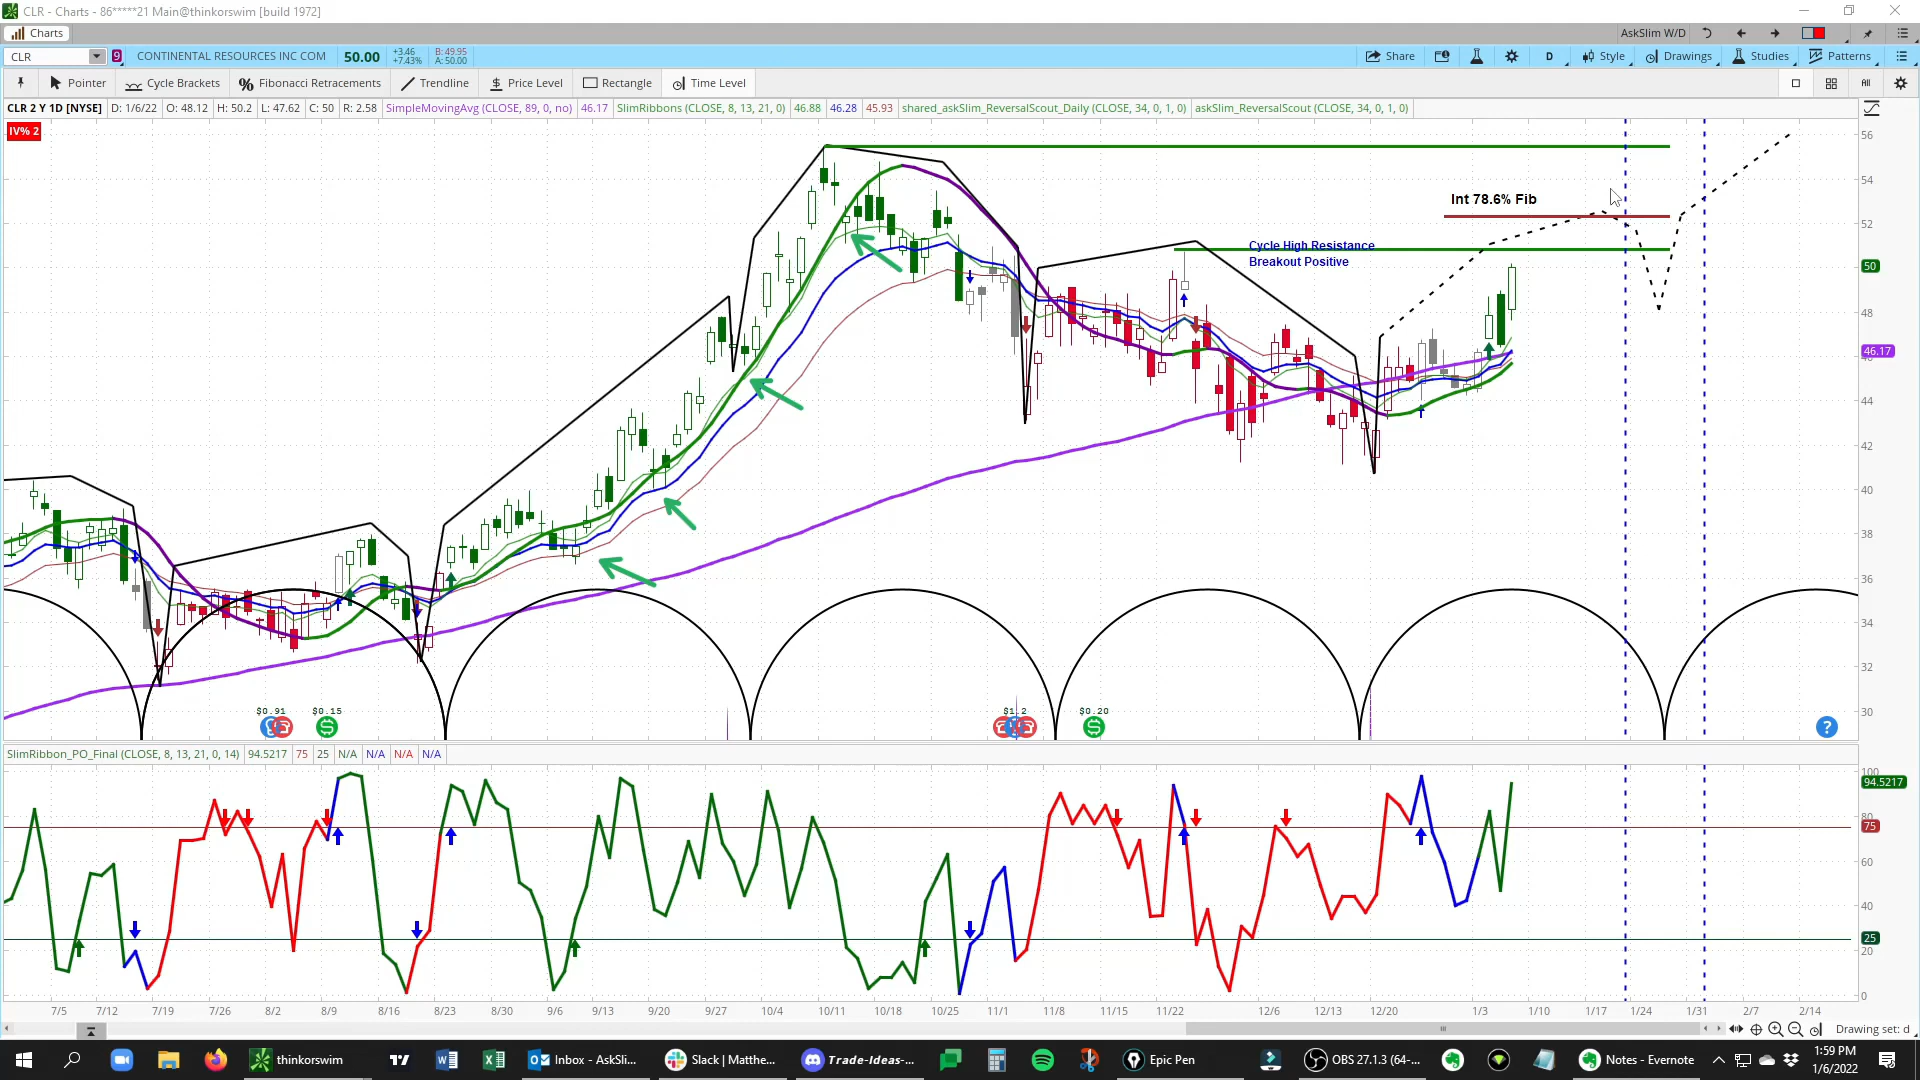 CLR - Charts - 86*****21 Main@thinkorswim [build 1972]
Charts
AskSlim W/D
CLR
9
CONTINENTAL RESOURCES INC COM
50.00
+3.46
+7.43%
B: 49.95
A: 50.00
Share
D
Style
Drawings
Studies
Patterns
Pointer
Cycle Brackets
Fibonacci Retracements
Trendline
Price Level
Rectangle
Time Level
All
CLR 2 Y 1D [NYSE]
D: 1/6/22
O: 48.12
H: 50.2
L: 47.62
C: 50
R: 2.58
SimpleMovingAvg (CLOSE, 89, 0, no)
46.17
SlimRibbons (CLOSE, 8, 13, 21, 0)
46.88
46.28
45.93
shared_askSlim_ReversalScout_Daily (CLOSE, 34, 0, 1, 0)
askSlim_ReversalScout (CLOSE, 34, 0, 1, 0)
IV% 2
56
54
Int 78.6% Fib
52
Cycle High Resistance
Breakout Positive
50
48
46.17
44
42
40
38
36
34
32
30
$0.91
$0.15
$1.2
$0.20
SlimRibbon_PO_Final (CLOSE, 8, 13, 21, 0, 14)
94.5217
75
25
N/A
N/A
N/A
N/A
100
94.5217
80
75
60
40
25
20
0
7/5 7/12 7/19 7/26 8/2 8/9 8/16 8/23 8/30 9/6 9/13 9/20 9/27 10/4 10/11 10/18 10/25 11/1 11/8 11/15 11/22 12/6 12/13 12/20 1/3 1/10 1/17 1/24 1/31 2/7 2/14
Drawing set: d
thinkorswim
Inbox - AskSli...
Slack | Matthe...
Trade-Ideas-...
Epic Pen
OBS 27.1.3 (64-...
Notes - Evernote
1:59 PM
1/6/2022